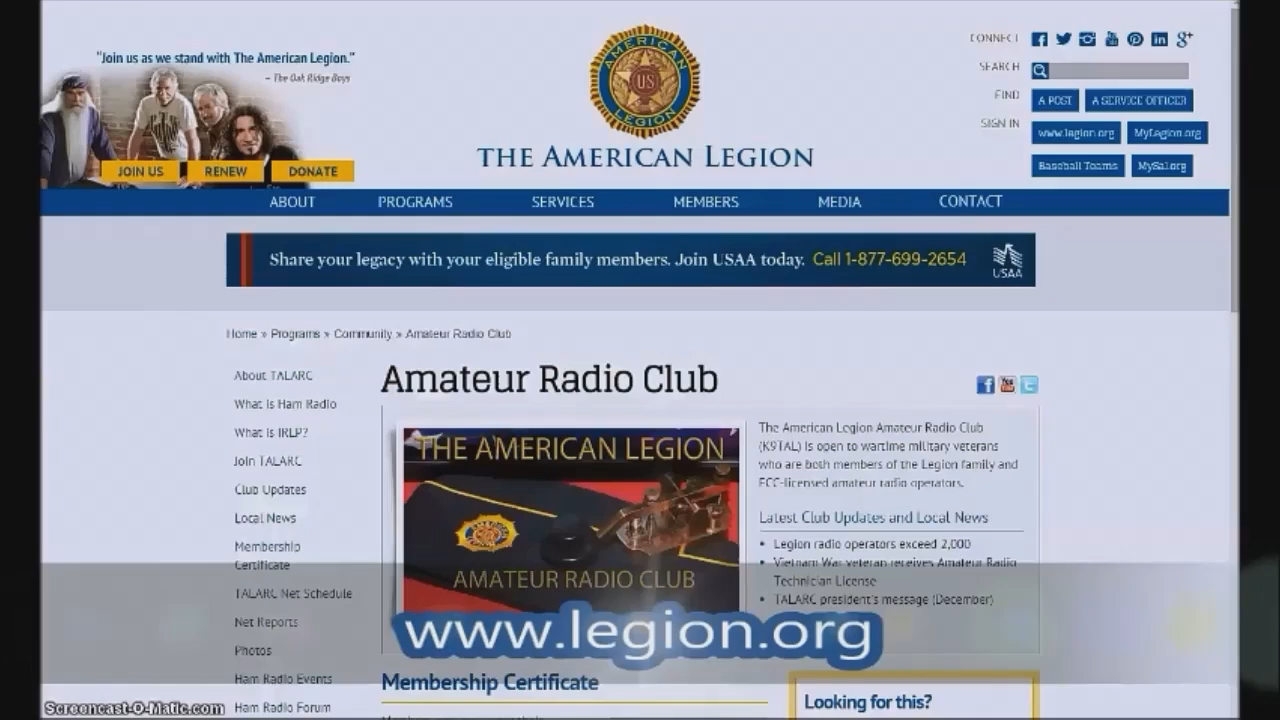 "Join us as we stand with The American Legion."
– The Oak Ridge Boys
JOIN US
RENEW
DONATE
AMERICAN
US
LEGION
THE AMERICAN LEGION
CONNECT
SEARCH
FIND
A POST
A SERVICE OFFICER
SIGN IN
www.legion.org
MyLegion.org
Baseball Teams
MySal.org
ABOUT
PROGRAMS
SERVICES
MEMBERS
MEDIA
CONTACT
Share your legacy with your eligible family members. Join USAA today. Call 1-877-699-2654
USAA
Home » Programs » Community » Amateur Radio Club
About TALARC
What is Ham Radio
What is IRLP?
Join TALARC
Club Updates
Local News
Membership
Certificate
TALARC Net Schedule
Net Reports
Photos
Ham Radio Events
Ham Radio Forum
Amateur Radio Club
THE AMERICAN LEGION
AMATEUR RADIO CLUB
The American Legion Amateur Radio Club
(K9TAL) is open to wartime military veterans
who are both members of the Legion family and
FCC-licensed amateur radio operators.
Latest Club Updates and Local News
• Legion radio operators exceed 2,000
• Vietnam War veteran receives Amateur Radio
Technician License
• TALARC president's message (December)
www.legion.org
Membership Certificate
Looking for this?
Screencast-O-Matic.com